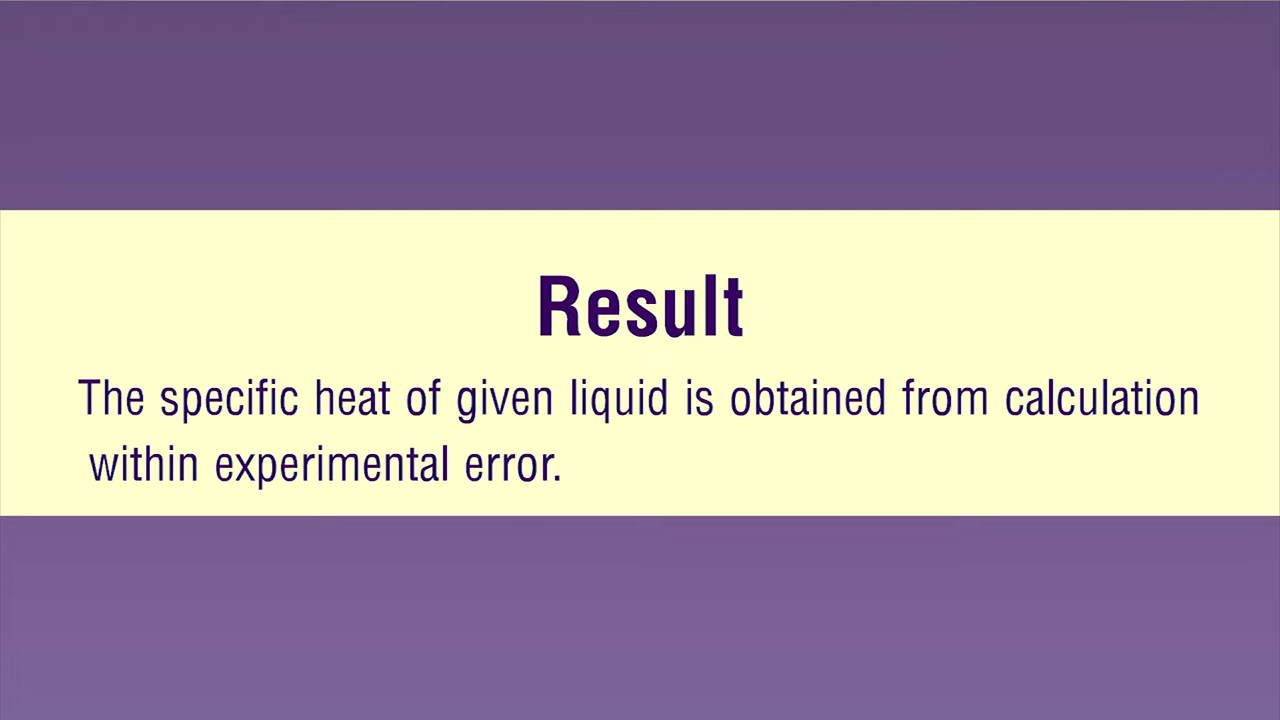 Result
The specific heat of given liquid is obtained from calculation
within experimental error.